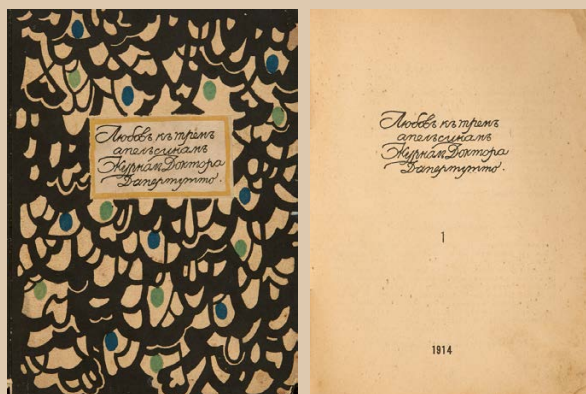 Любовь къ тремъ
апельсинамъ
Журналъ Доктора
Дапертутто.
Любовь къ тремъ
апельсинамъ
Журналъ Доктора
Дапертутто.
1
1914